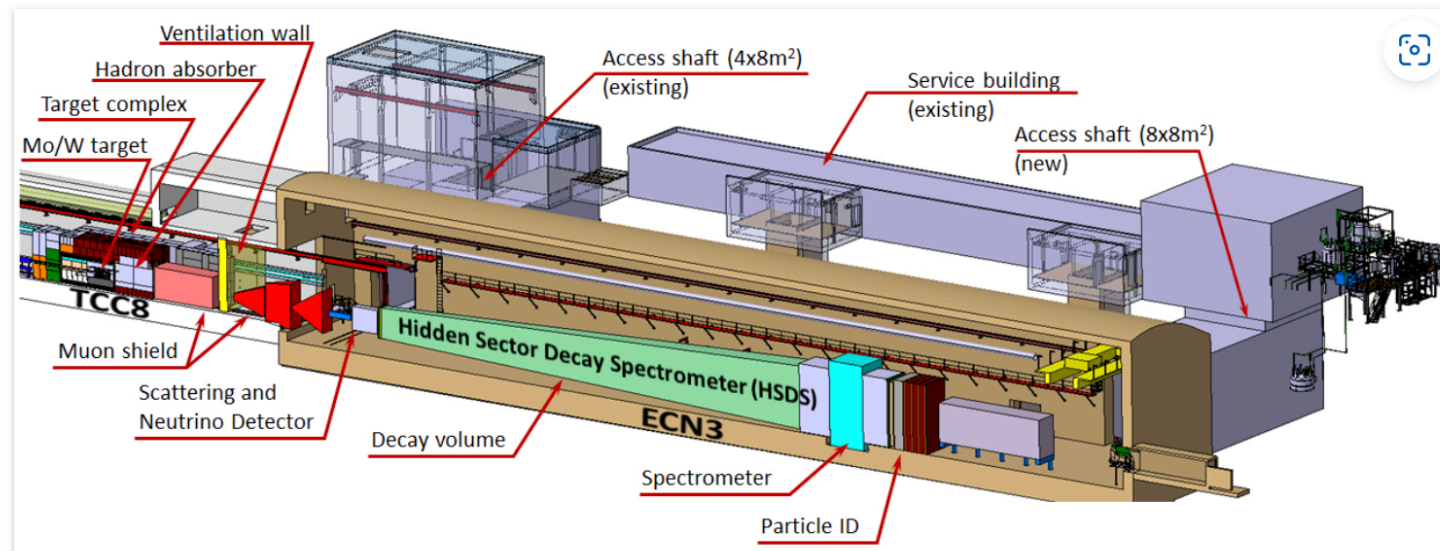 Ventilation wall
Hadron absorber
Target complex
Mo/W target
Access shaft (4x8m²)
(existing)
Service building
(existing)
Access shaft (8x8m²)
(new)
TCC8
Muon shield
Scattering and
Neutrino Detector
Hidden Sector Decay Spectrometer (HSDS)
Decay volume
ECN3
Spectrometer
Particle ID